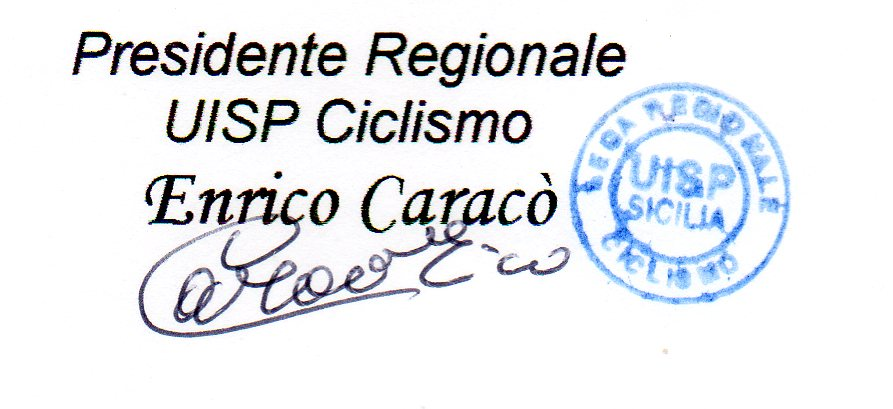 Presidente Regionale
UISP Ciclismo
Enrico Caracò
LEGA REGIONALE
UISP
SICILIA
CICLISMO